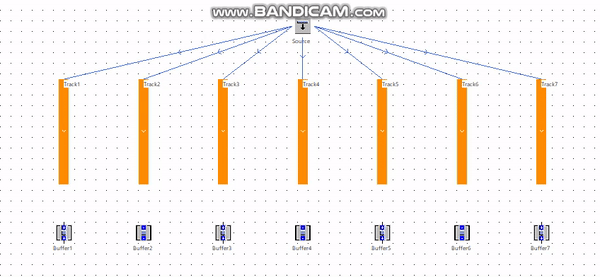 www.BANDICAM.com
Source
Track1 Track2 Track3 Track4 Track5 Track6 Track7
Buffer1 Buffer2 Buffer3 Buffer4 Buffer5 Buffer6 Buffer7